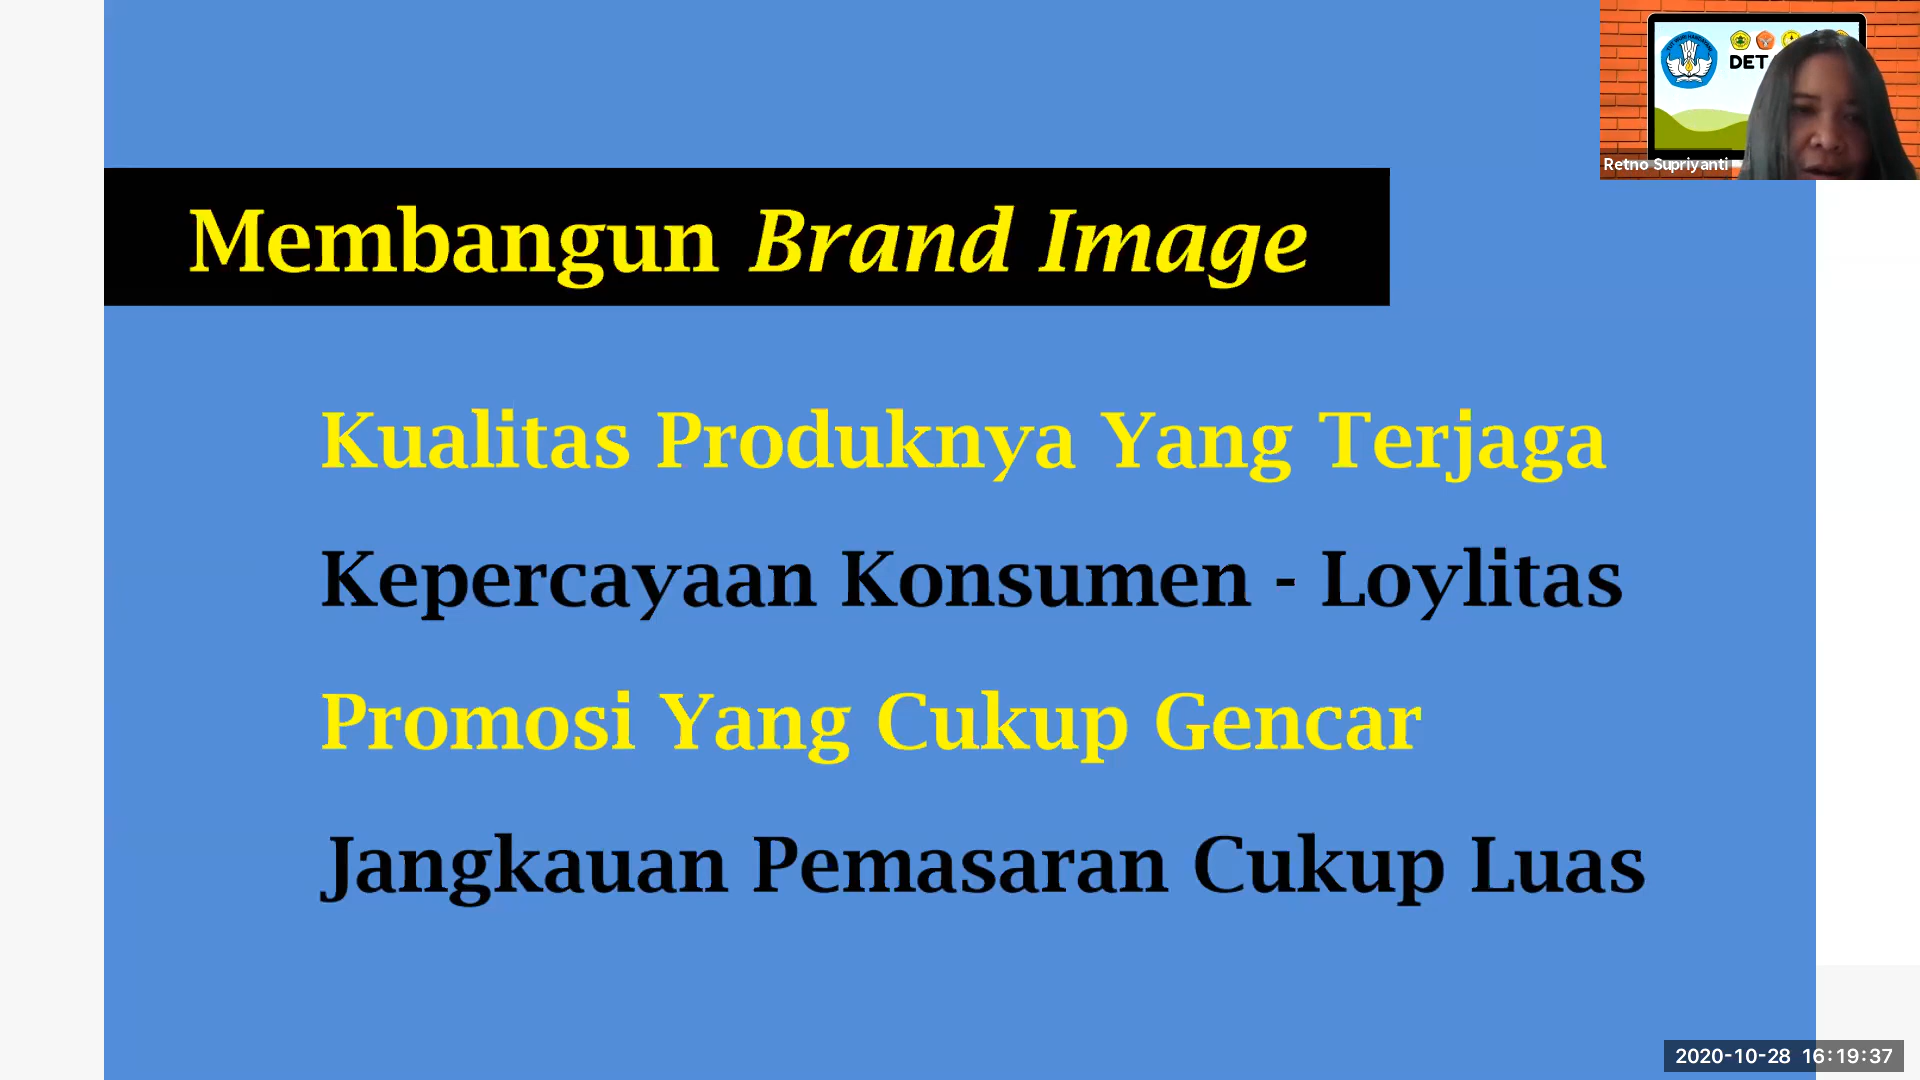 DET
Retno Supriyanti
Membangun Brand Image
Kualitas Produknya Yang Terjaga
Kepercayaan Konsumen - Loylitas
Promosi Yang Cukup Gencar
Jangkauan Pemasaran Cukup Luas
2020-10-28 16:19:37